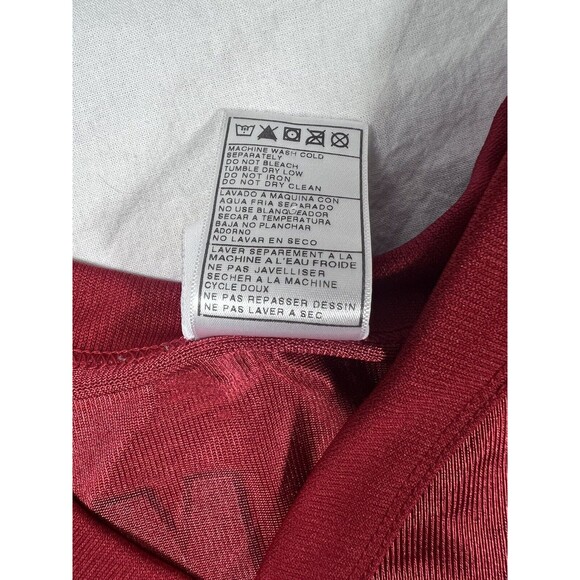 MACHINE WASH COLD
SEPARATELY
DO NOT BLEACH
TUMBLE DRY LOW
DO NOT IRON
DO NOT DRY CLEAN
LAVADO A MAQUINA CON
AGUA FRIA SEPARADO
NO USE BLANQUEADOR
SECAR A TEMPERATURA
BAJA NO PLANCHAR
ADORNO
NO LAVAR EN SECO
LAVER SEPAREMENT A LA
MACHINE A L'EAU FROIDE
NE PAS JAVELLISER
SECHER A LA MACHINE
CYCLE DOUX
NE PAS REPASSER DESSIN
NE PAS LAVER A SEC